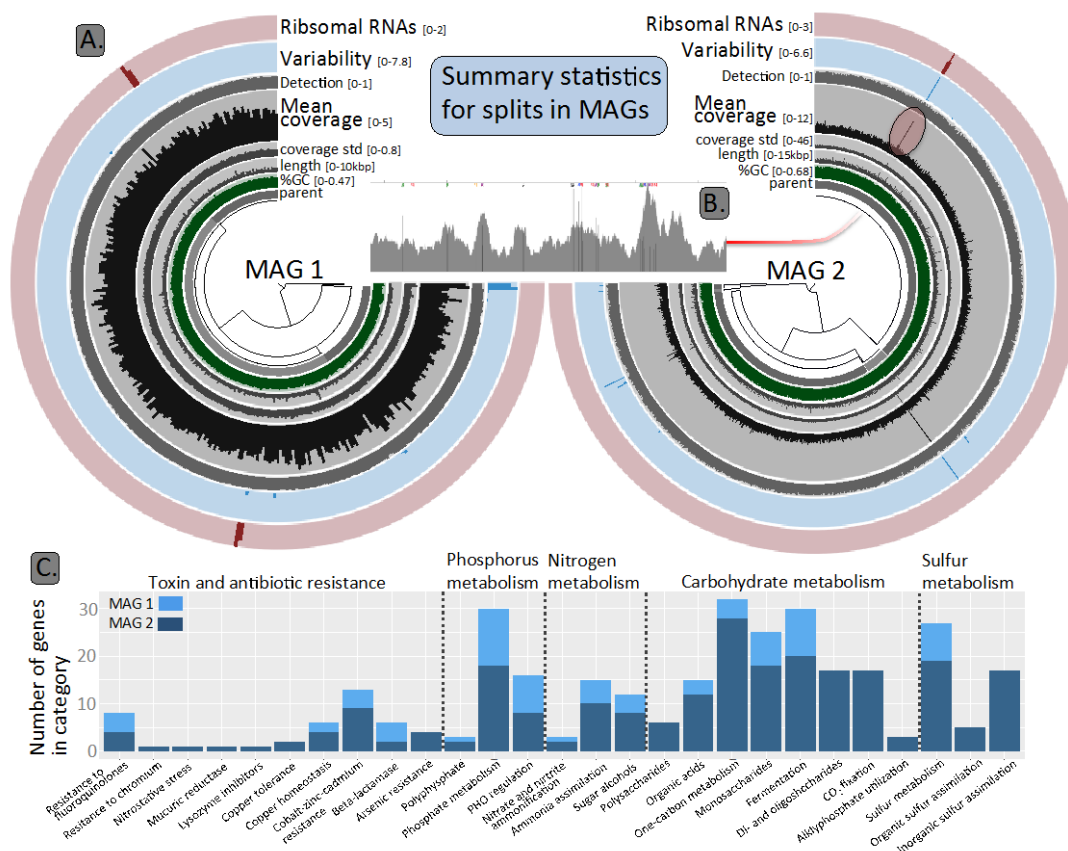 A.
Ribsomal RNAs [0-2]
Variability [0-7.8]
Detection [0-1]
Mean
coverage [0-5]
coverage std [0-0.8]
length [0-10kbp]
%GC [0-0.47]
parent
MAG 1
Summary statistics
for splits in MAGs
B.
Ribsomal RNAs [0-3]
Variability [0-6.6]
Detection [0-1]
Mean
coverage [0-12]
coverage std [0-46]
length [0-15kbp]
%GC [0-0.68]
parent
MAG 2
C.
Toxin and antibiotic resistance
Phosphorus
metabolism
Nitrogen
metabolism
Carbohydrate metabolism
Sulfur
metabolism
MAG 1
MAG 2
Number of genes
in category
30
20
10
0
Resistance to
fluoroquinolones
Resitance to chromium
Nitrostative stress
Mucuric reductase
Lysozyme inhibitors
Copper tolerance
Copper homeostasis
Cobalt-zinc-cadmium
resistance
Beta-lactanase
Arsenic resistance
Polyphysphate
Phosphate metabolism
PHO regulation
Nitrate and nirtrite
ammonification
Ammonia assimilation
Sugar alcohols
Polysaccharides
Organic acids
One-carbon metabolism
Monosaccharides
Fermentation
DI- and oligosacchorides
CO₂ fixation
Alklyphosphate utilization
Sulfur metabolism
Organic sulfur assimilation
Inorganic sulfur assimilation